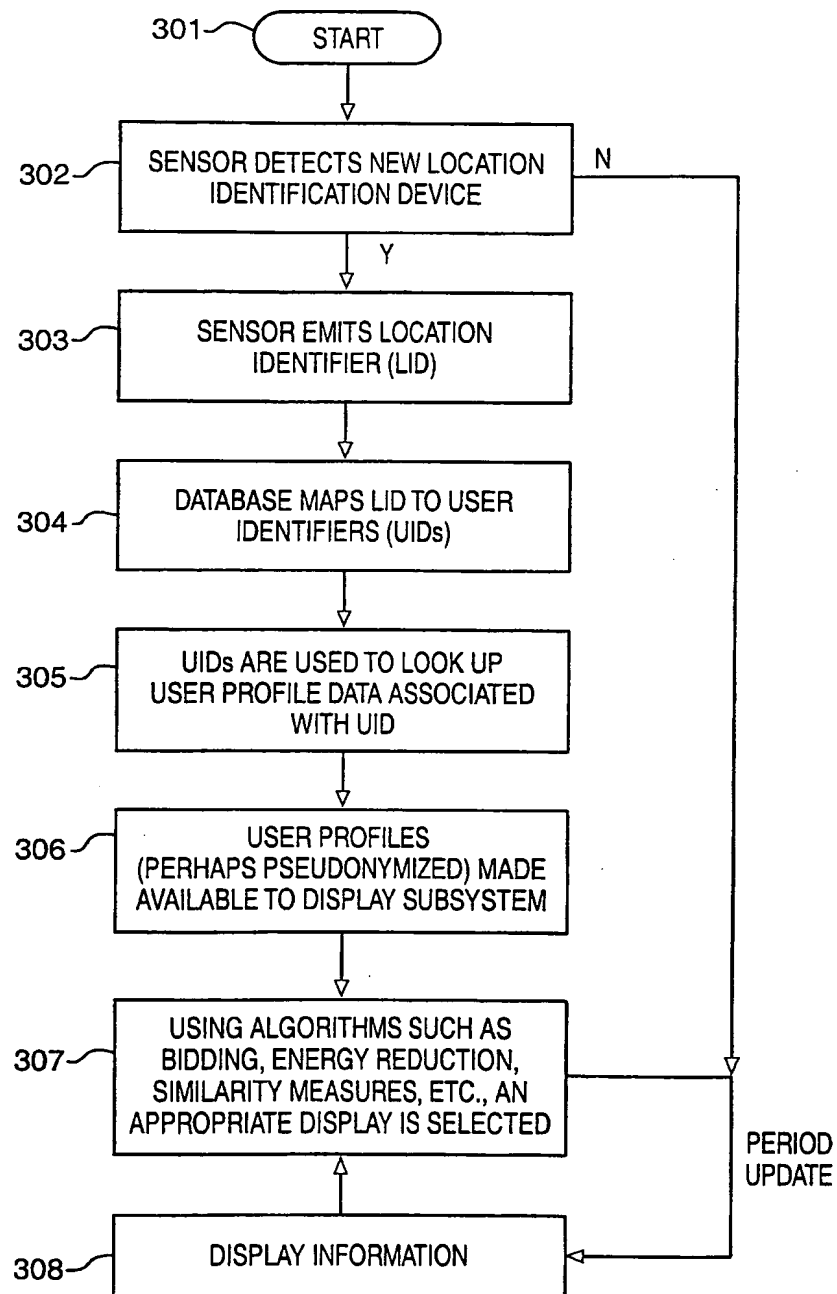 301
START
302
SENSOR DETECTS NEW LOCATION
IDENTIFICATION DEVICE
N
Y
303
SENSOR EMITS LOCATION
IDENTIFIER (LID)
304
DATABASE MAPS LID TO USER
IDENTIFIERS (UIDs)
305
UIDs ARE USED TO LOOK UP
USER PROFILE DATA ASSOCIATED
WITH UID
306
USER PROFILES
(PERHAPS PSEUDONYMIZED) MADE
AVAILABLE TO DISPLAY SUBSYSTEM
307
USING ALGORITHMS SUCH AS
BIDDING, ENERGY REDUCTION,
SIMILARITY MEASURES, ETC., AN
APPROPRIATE DISPLAY IS SELECTED
PERIOD
UPDATE
308
DISPLAY INFORMATION